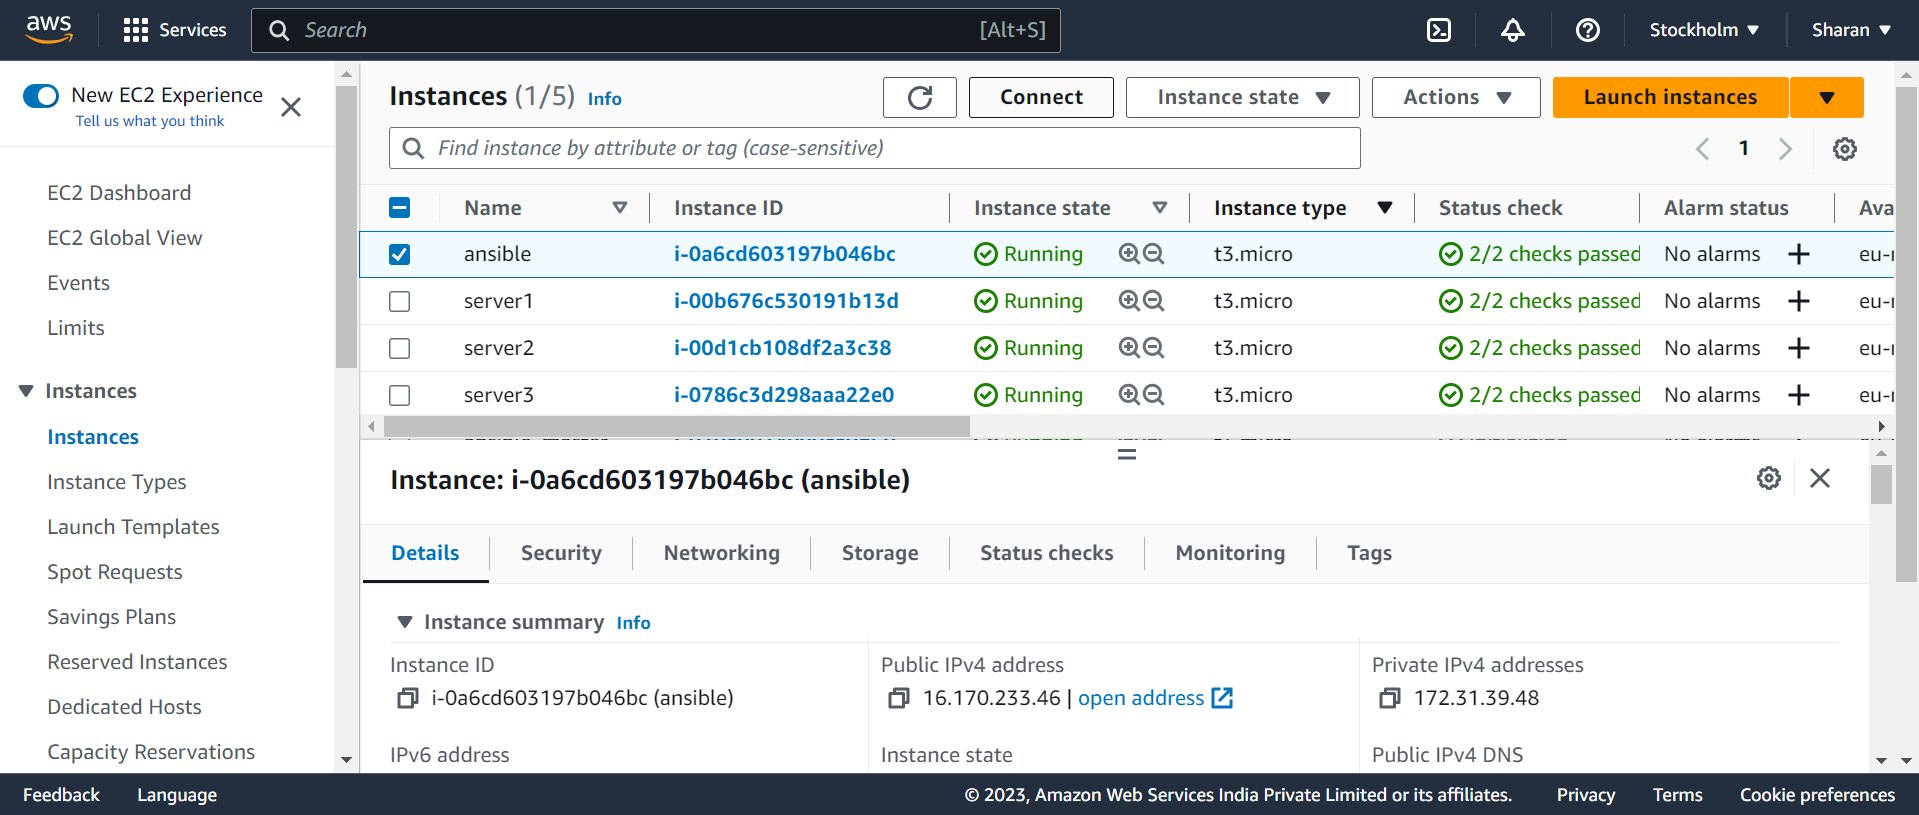 aws Services Search [Alt+S] Stockholm Sharan
New EC2 Experience
Tell us what you think
EC2 Dashboard
EC2 Global View
Events
Limits
Instances
Instances
Instance Types
Launch Templates
Spot Requests
Savings Plans
Reserved Instances
Dedicated Hosts
Capacity Reservations
Instances (1/5) Info Connect Instance state Actions Launch instances
Find instance by attribute or tag (case-sensitive) 1
Name Instance ID Instance state Instance type Status check Alarm status Ava
ansible i-0a6cd603197b046bc Running t3.micro 2/2 checks passed No alarms eu-
server1 i-00b676c530191b13d Running t3.micro 2/2 checks passed No alarms eu-
server2 i-00d1cb108df2a3c38 Running t3.micro 2/2 checks passed No alarms eu-
server3 i-0786c3d298aaa22e0 Running t3.micro 2/2 checks passed No alarms eu-
Instance: i-0a6cd603197b046bc (ansible)
Details Security Networking Storage Status checks Monitoring Tags
Instance summary Info
Instance ID Public IPv4 address Private IPv4 addresses
i-0a6cd603197b046bc (ansible) 16.170.233.46 | open address 172.31.39.48
IPv6 address Instance state Public IPv4 DNS
Feedback Language © 2023, Amazon Web Services India Private Limited or its affiliates. Privacy Terms Cookie preferences